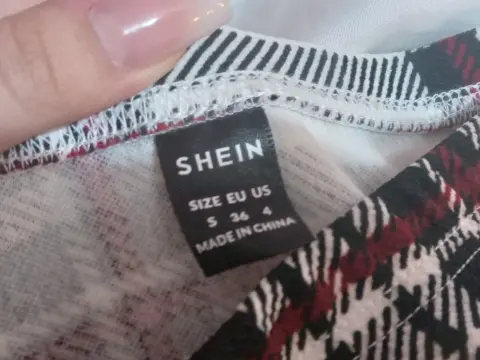 SHEIN
SIZE EU US
S 36 4
MADE IN CHINA